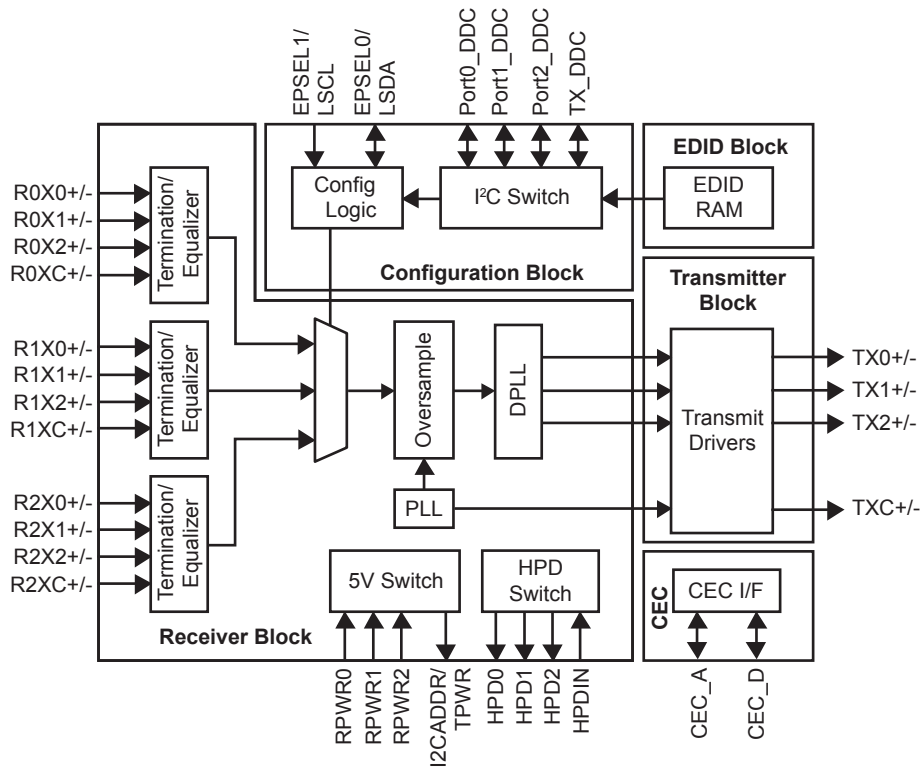 EPSEL1/
LSCL
EPSEL0/
LSDA
Port0_DDC
Port1_DDC
Port2_DDC
TX_DDC
Config
Logic
I²C Switch
Configuration Block
EDID Block
EDID
RAM
R0X0+/-
R0X1+/-
R0X2+/-
R0XC+/-
Termination/
Equalizer
R1X0+/-
R1X1+/-
R1X2+/-
R1XC+/-
Termination/
Equalizer
R2X0+/-
R2X1+/-
R2X2+/-
R2XC+/-
Termination/
Equalizer
Oversample
DPLL
PLL
Transmitter
Block
Transmit
Drivers
TX0+/-
TX1+/-
TX2+/-
TXC+/-
5V Switch
HPD
Switch
Receiver Block
CEC
CEC I/F
RPWR0
RPWR1
RPWR2
I2CADDR/
TPWR
HPD0
HPD1
HPD2
HPDIN
CEC_A
CEC_D